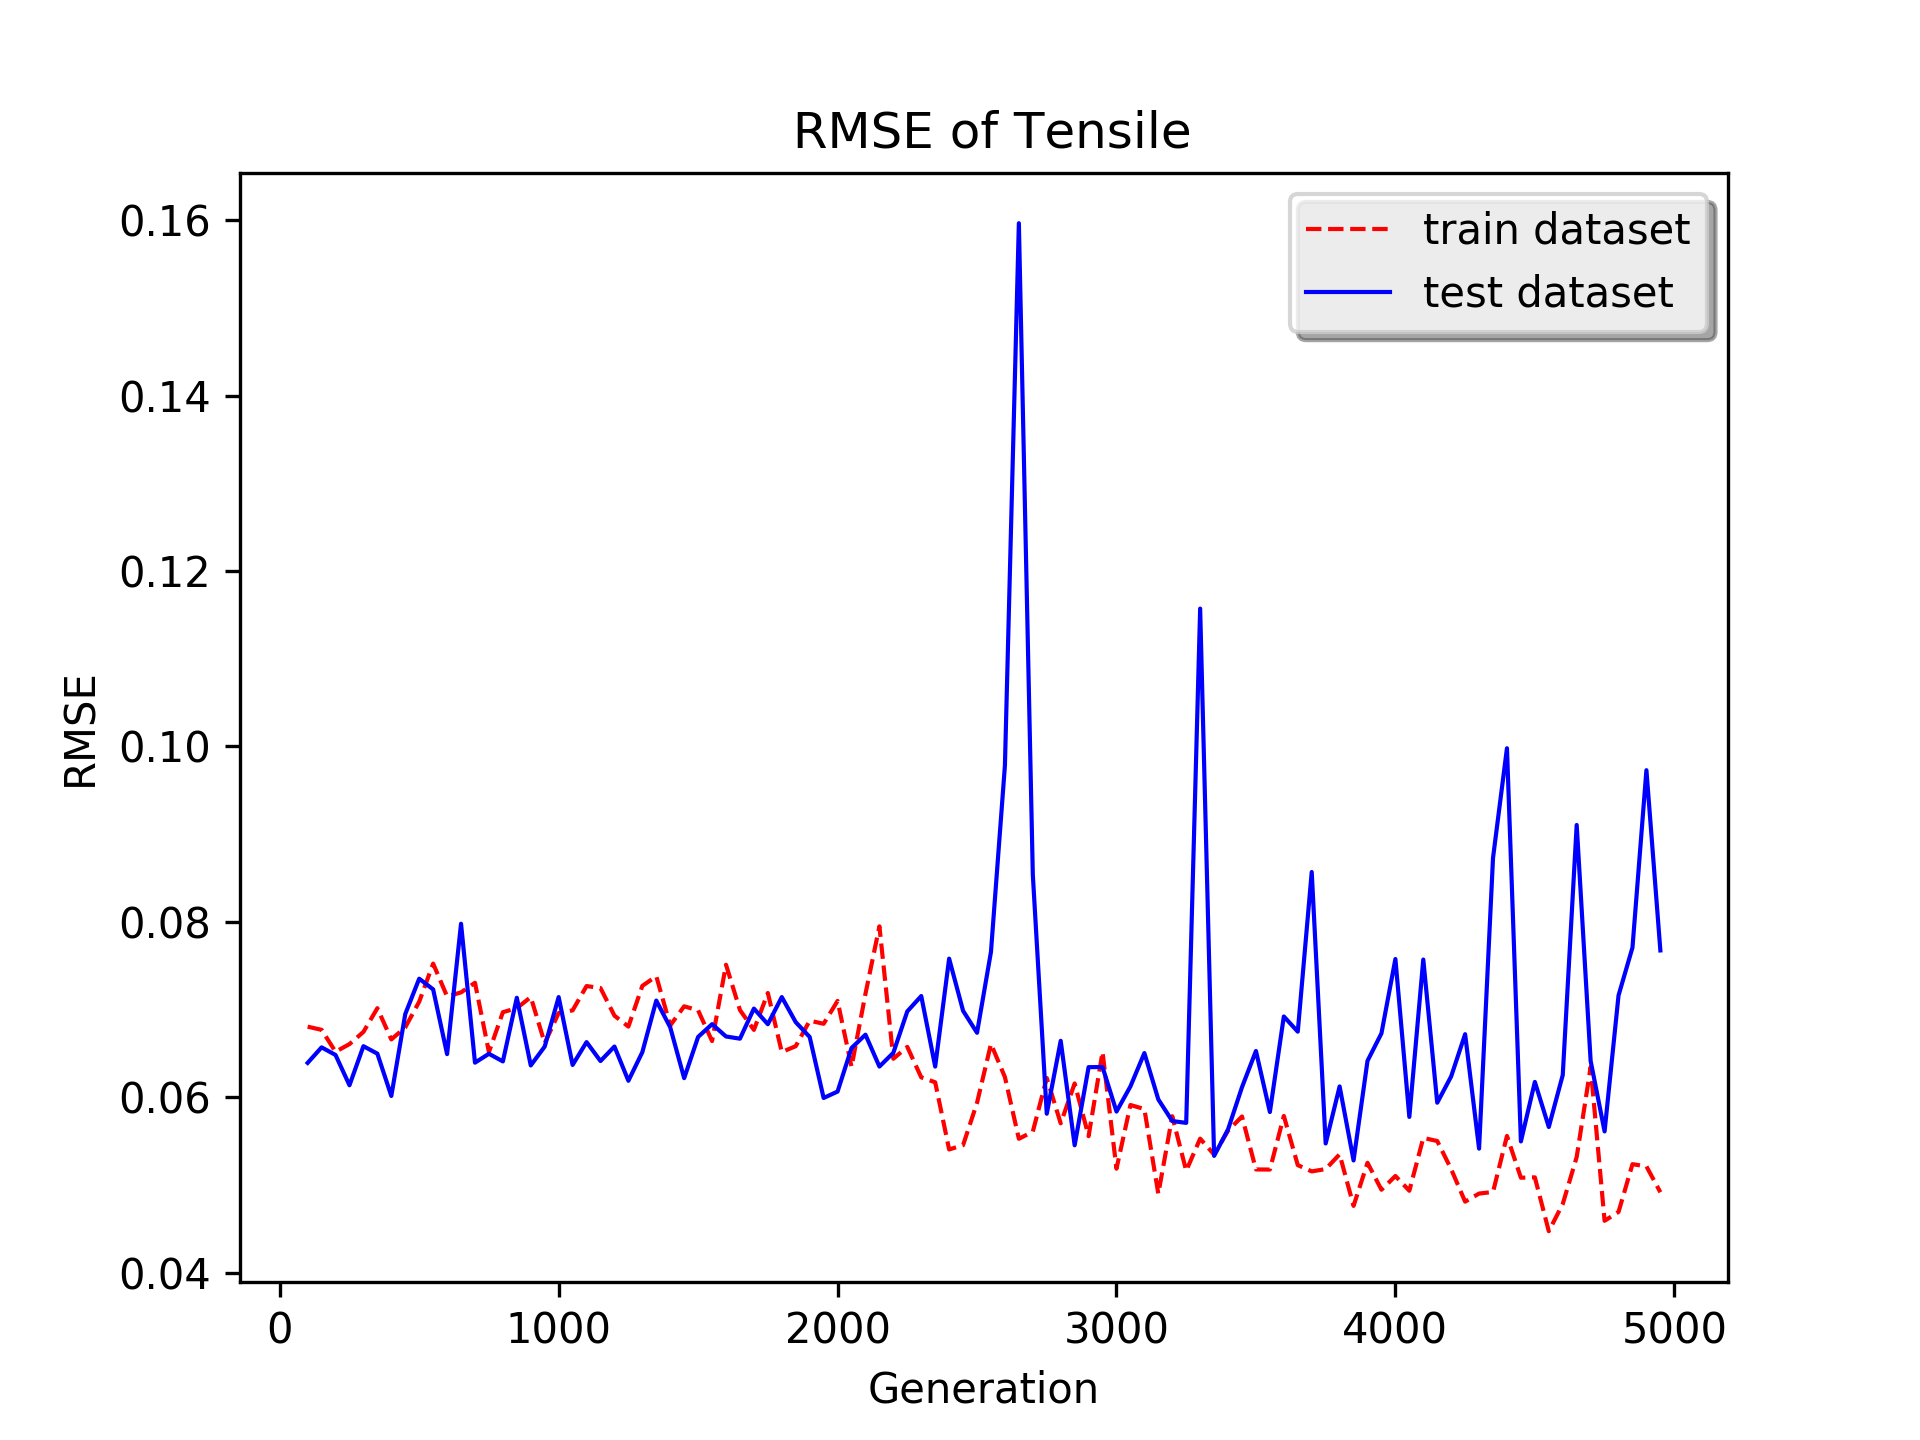 RMSE of Tensile
train dataset
test dataset
0.16
0.14
0.12
0.10
0.08
0.06
0.04
RMSE
0 1000 2000 3000 4000 5000
Generation